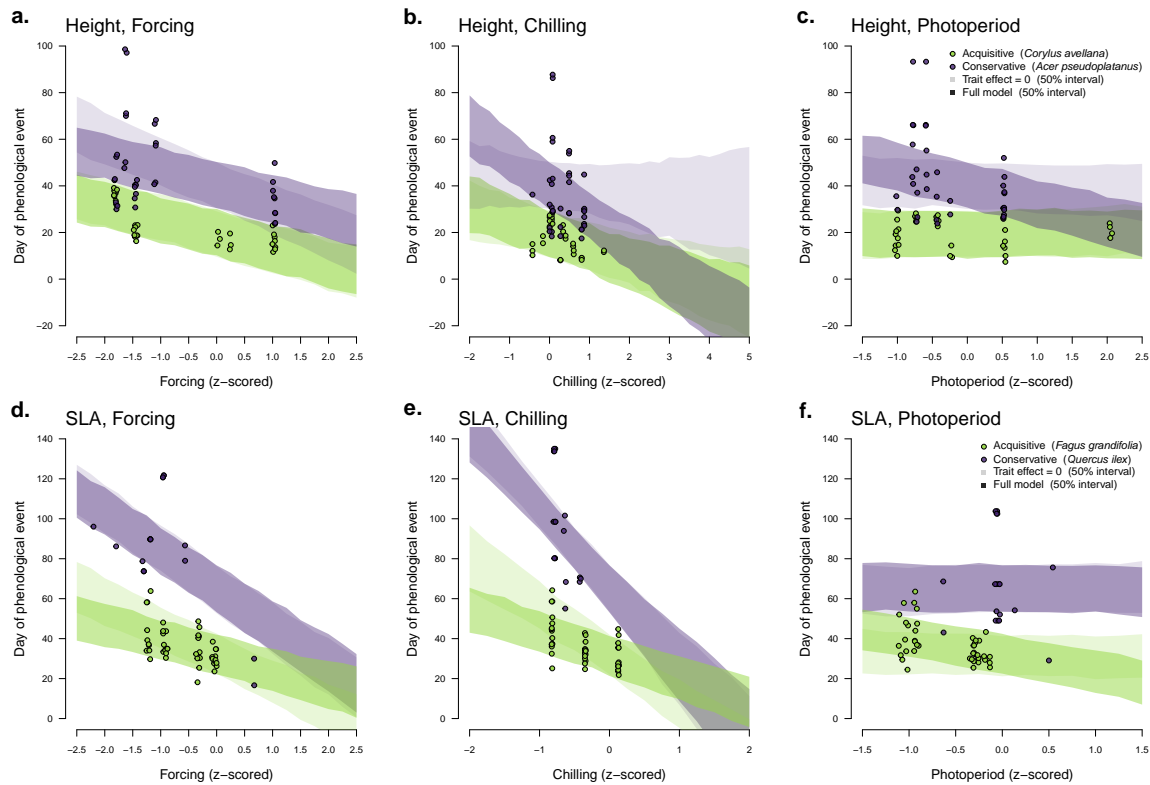 a.
Height, Forcing
Day of phenological event
100
80
60
40
20
0
−20
−2.5 −2.0 −1.5 −1.0 −0.5 0.0 0.5 1.0 1.5 2.0 2.5
Forcing (z−scored)
b.
Height, Chilling
Day of phenological event
100
80
60
40
20
0
−20
−2 −1 0 1 2 3 4 5
Chilling (z−scored)
c.
Height, Photoperiod
Acquisitive (Corylus avellana)
Conservative (Acer pseudoplatanus)
Trait effect = 0 (50% interval)
Full model (50% interval)
Day of phenological event
100
80
60
40
20
0
−20
−1.5 −1.0 −0.5 0.0 0.5 1.0 1.5 2.0 2.5
Photoperiod (z−scored)
d.
SLA, Forcing
Day of phenological event
140
120
100
80
60
40
20
0
−2.5 −2.0 −1.5 −1.0 −0.5 0.0 0.5 1.0 1.5 2.0 2.5
Forcing (z−scored)
e.
SLA, Chilling
Day of phenological event
140
120
100
80
60
40
20
0
−2 −1 0 1 2
Chilling (z−scored)
f.
SLA, Photoperiod
Acquisitive (Fagus grandifolia)
Conservative (Quercus ilex)
Trait effect = 0 (50% interval)
Full model (50% interval)
Day of phenological event
140
120
100
80
60
40
20
0
−1.5 −1.0 −0.5 0.0 0.5 1.0 1.5
Photoperiod (z−scored)